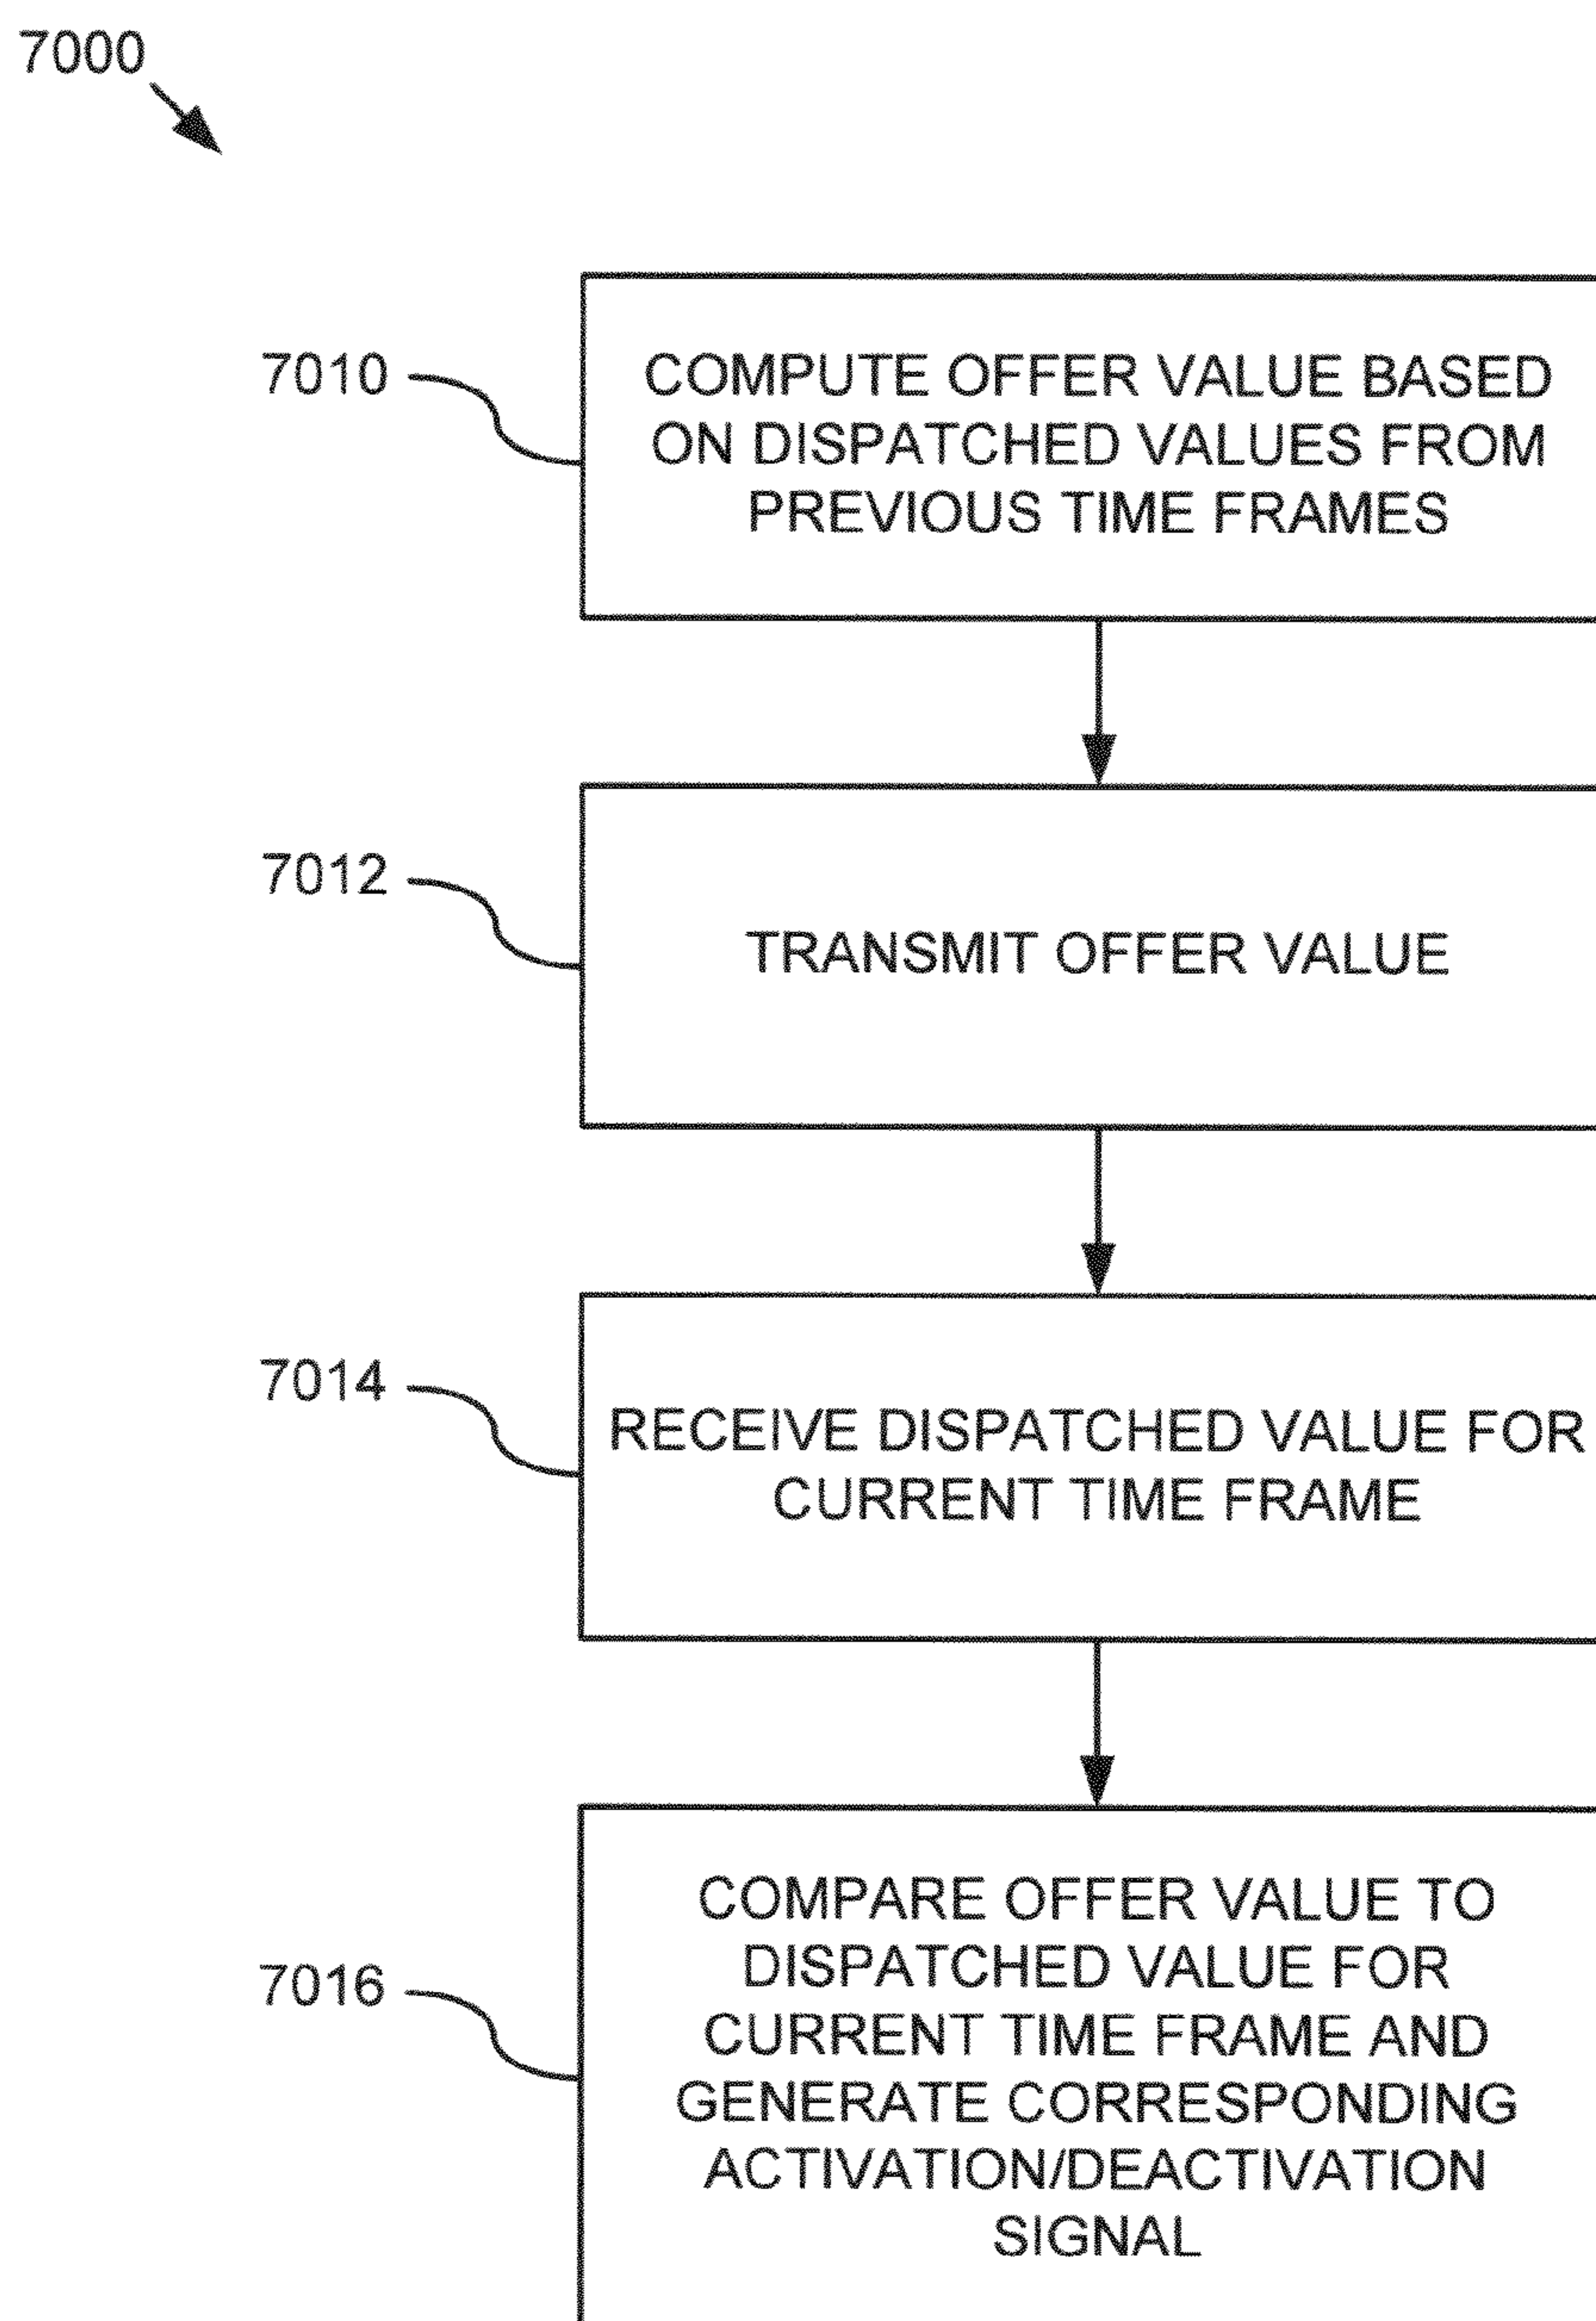 7000
7010
COMPUTE OFFER VALUE BASED
ON DISPATCHED VALUES FROM
PREVIOUS TIME FRAMES
7012
TRANSMIT OFFER VALUE
7014
RECEIVE DISPATCHED VALUE FOR
CURRENT TIME FRAME
7016
COMPARE OFFER VALUE TO
DISPATCHED VALUE FOR
CURRENT TIME FRAME AND
GENERATE CORRESPONDING
ACTIVATION/DEACTIVATION
SIGNAL